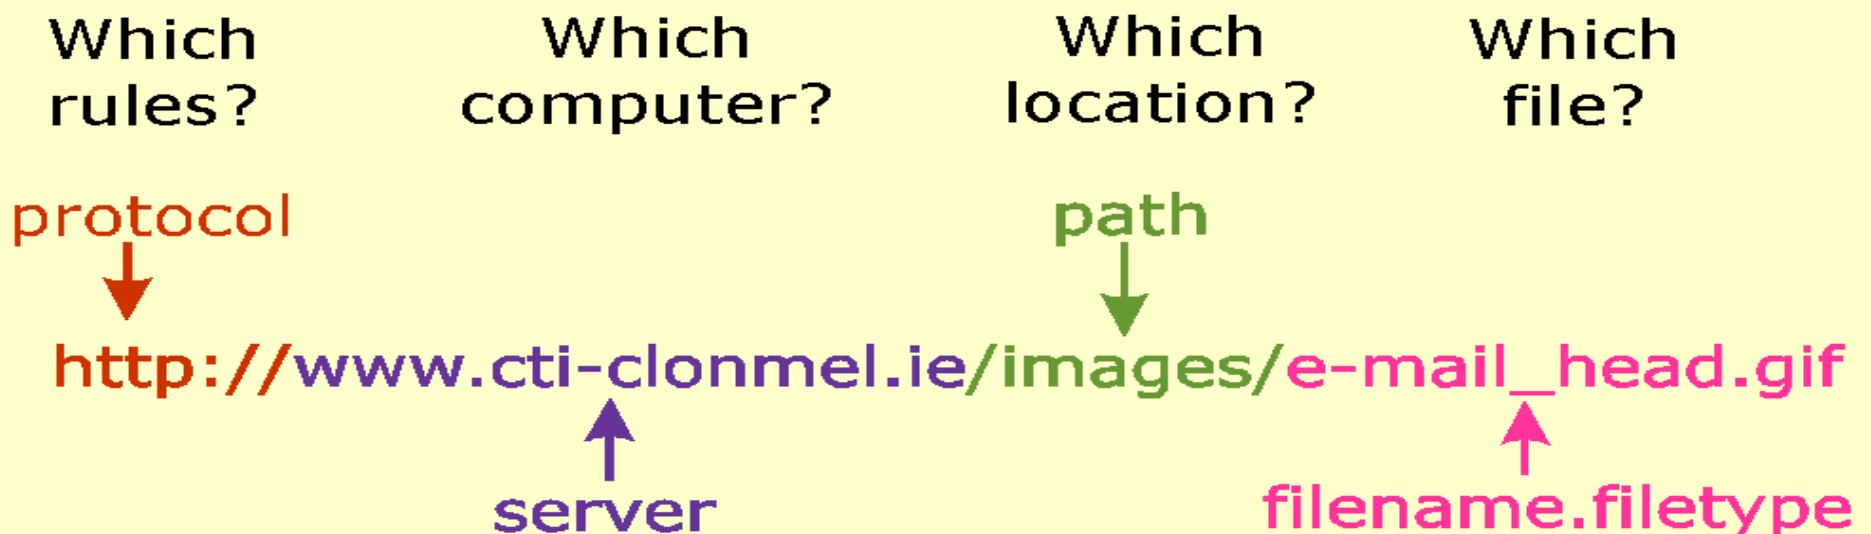 Which rules?
Which computer?
Which location?
Which file?
protocol
path
http://www.cti-clonmel.ie/images/e-mail_head.gif
server
filename.filetype